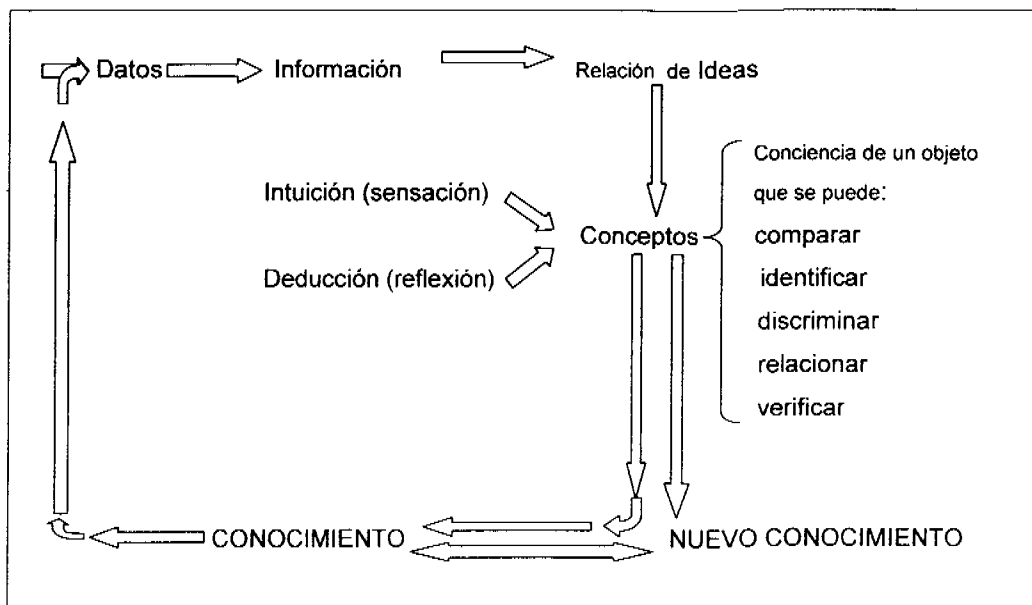 Datos
Información
Relación de Ideas
Intuición (sensación)
Deducción (reflexión)
Conceptos
Conciencia de un objeto
que se puede:
comparar
identificar
discriminar
relacionar
verificar
CONOCIMIENTO
NUEVO CONOCIMIENTO